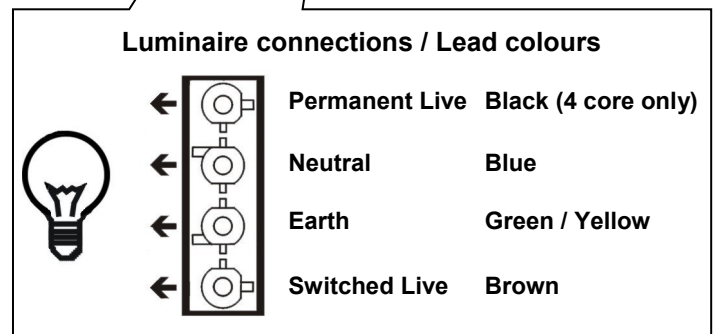 Luminaire connections / Lead colours
Permanent Live Black (4 core only)
Neutral Blue
Earth Green / Yellow
Switched Live Brown